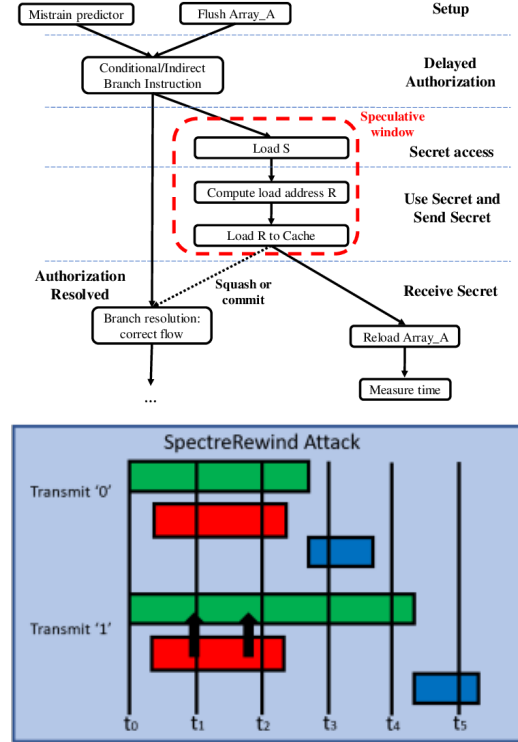 Mistrain predictor
Flush Array_A
Setup
Conditional/Indirect
Branch Instruction
Delayed
Authorization
Speculative
window
Load S
Secret access
Compute load address R
Use Secret and
Send Secret
Load R to Cache
Authorization
Resolved
Squash or
commit
Receive Secret
Branch resolution:
correct flow
Reload Array_A
Measure time
...
SpectreRewind Attack
Transmit '0'
Transmit '1'
t0 t1 t2 t3 t4 t5